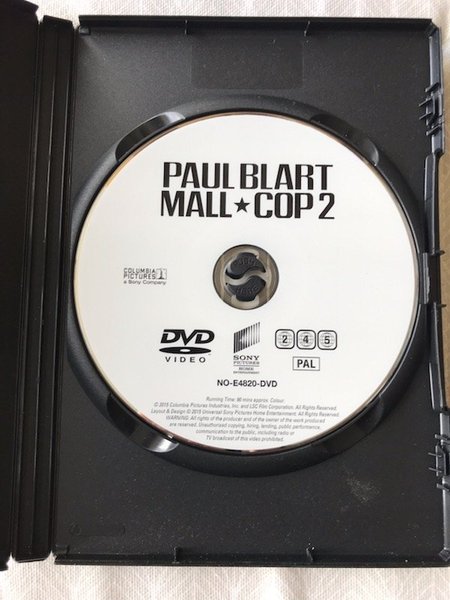 PAUL BLART
MALL★COP 2
COLUMBIA
PICTURES
a Sony Company
DVD
VIDEO
SONY
PICTURES
HOME
ENTERTAINMENT
2 4 5
PAL
NO-E4820-DVD
Running Time: 90 mins approx. Colour.
© 2015 Columbia Pictures Industries, Inc. and LSC Film Corporation. All Rights Reserved.
Layout & Design © 2015 Universal Sony Pictures Home Entertainment. All Rights Reserved.
WARNING: All rights of the producer and of the owner of the work produced
are reserved. Unauthorised copying, hiring, lending, public performance,
communication to the public, including radio or
TV broadcast of this video prohibited.